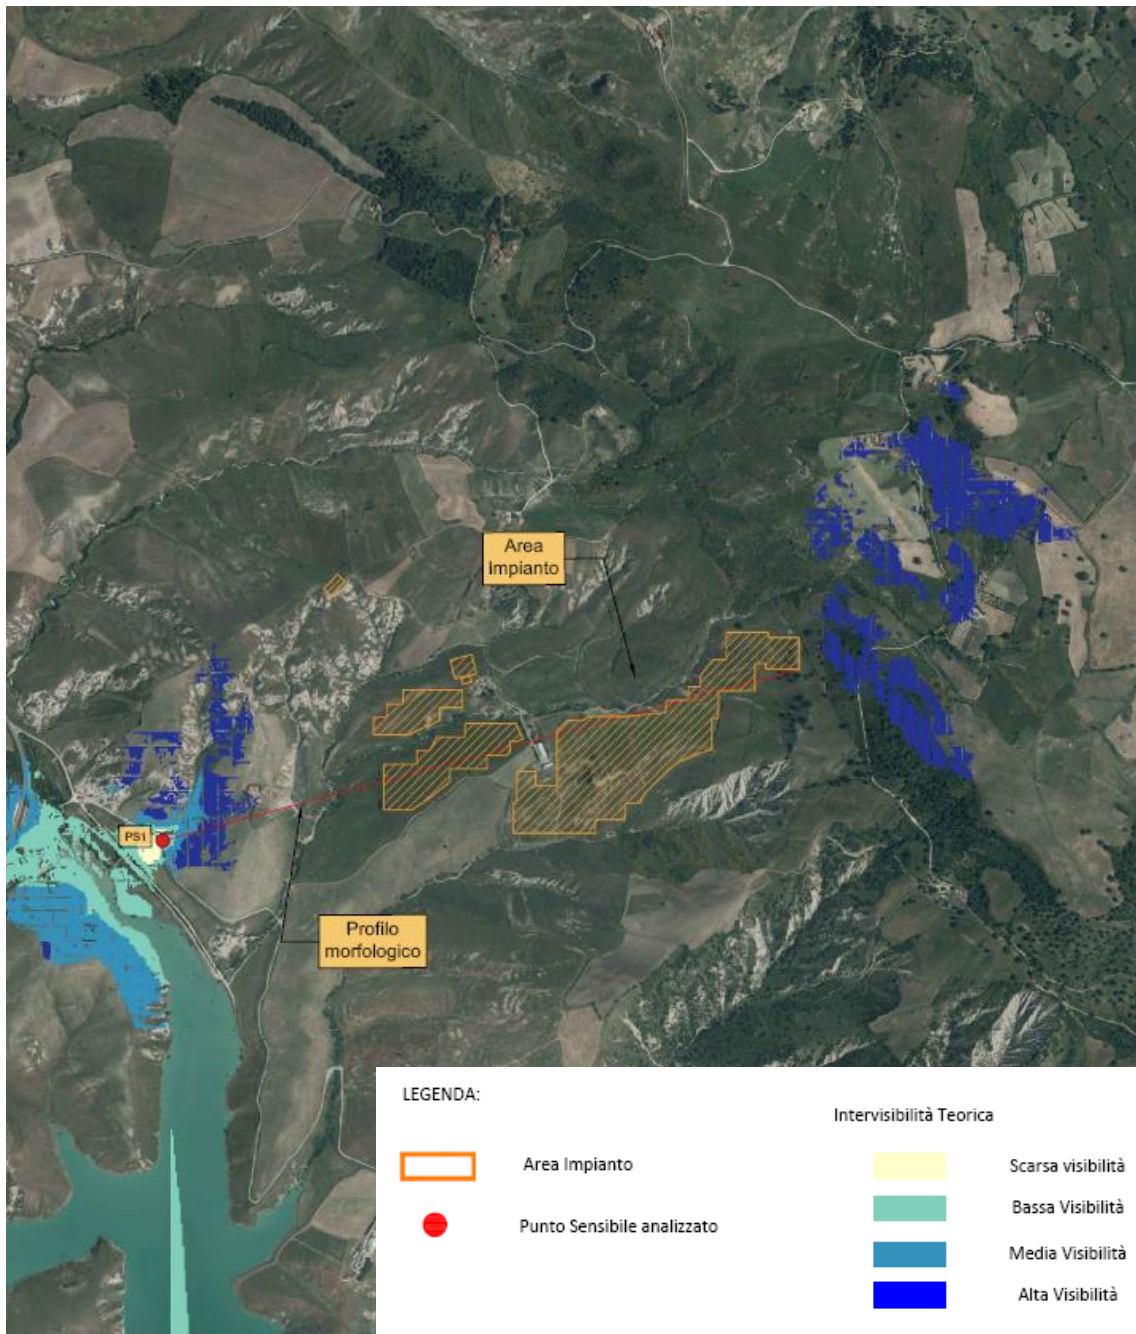 Area
impianto
PS1
Profilo
morfologico
LEGENDA:
Area Impianto
Punto Sensibile analizzato
Intervisibilità Teorica
Scarsa visibilità
Bassa Visibilità
Media Visibilità
Alta Visibilità